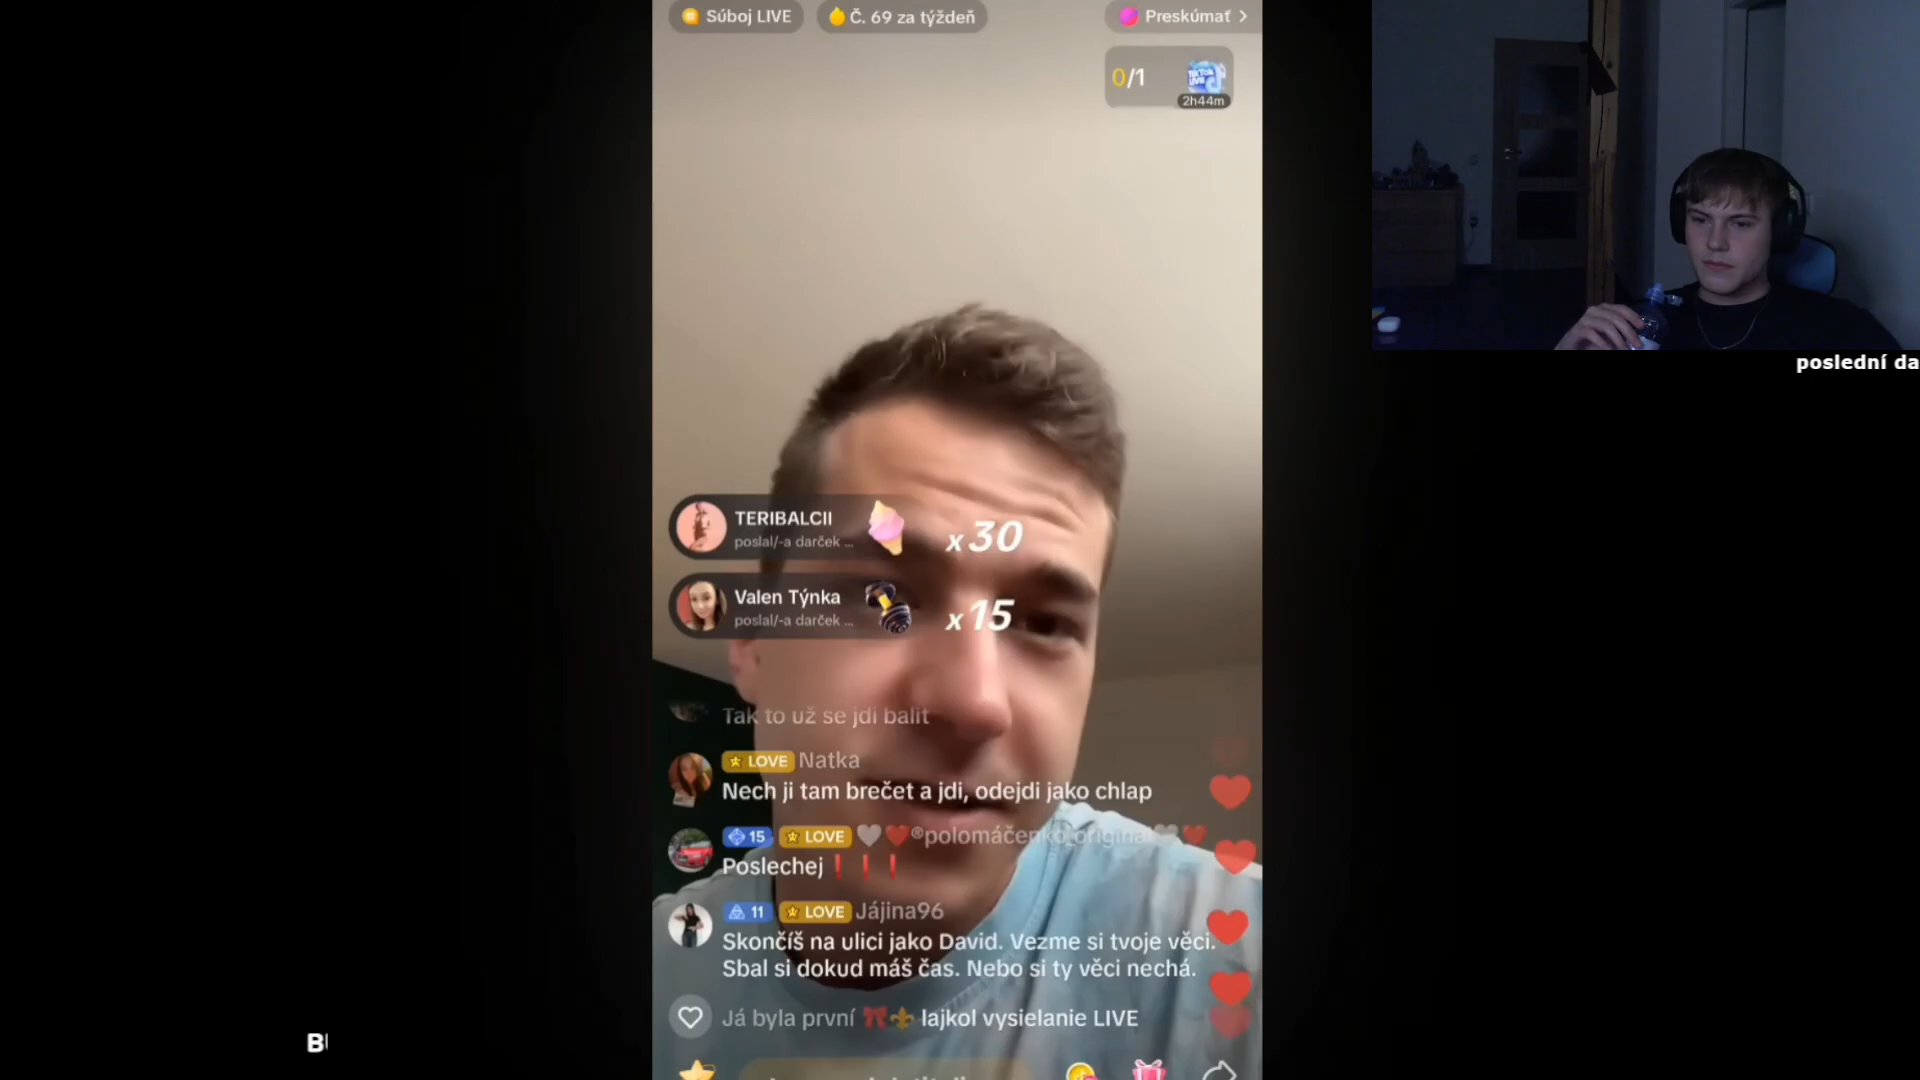 Súboj LIVE
Č. 69 za týždeň
Preskúmať
0/1
TikTok LIVE
2h44m
poslední da
TERIBALCII
poslal/-a darček ...
x30
Valen Týnka
poslal/-a darček ...
x15
Tak to už se jdi balit
LOVE Natka
Nech ji tam brečet a jdi, odejdi jako chlap
15 LOVE 🤍❤️®polomáčenko_original🤍❤️
Poslechej❗❗❗
11 LOVE Jájina96
Skončíš na ulici jako David. Vezme si tvoje věci.
Sbal si dokud máš čas. Nebo si ty věci nechá.
Já byla první 🎀⚜️ lajkol vysielanie LIVE